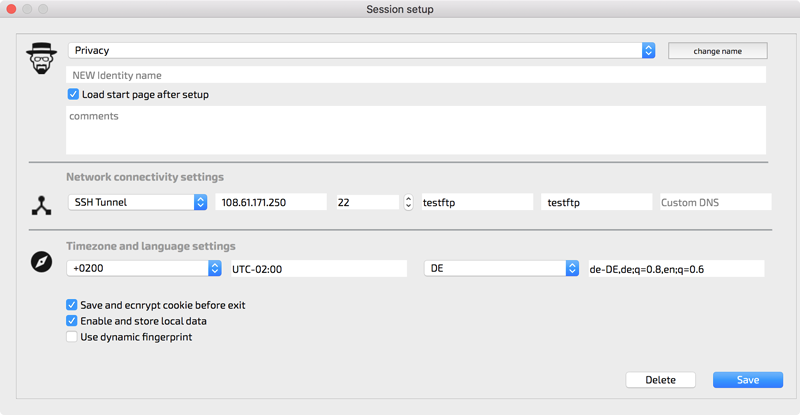 Session setup
Privacy
change name
NEW Identity name
Load start page after setup
comments
Network connectivity settings
SSH Tunnel 108.61.171.250 22 testftp testftp Custom DNS
Timezone and language settings
+0200 UTC-02:00 DE de-DE,de;q=0.8,en;q=0.6
Save and ecnrypt cookie before exit
Enable and store local data
Use dynamic fingerprint
Delete Save